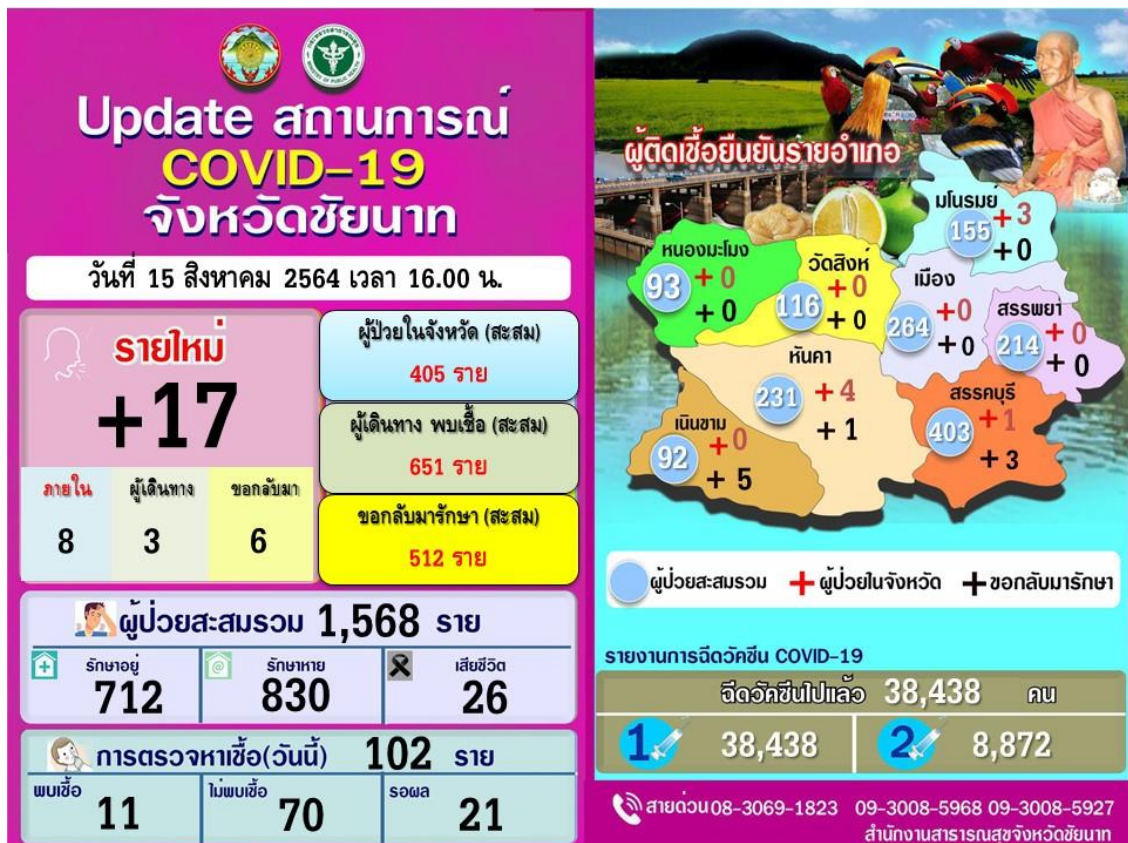 Update สถานการณ์
COVID-19
จังหวัดชัยนาท
วันที่ 15 สิงหาคม 2564 เวลา 16.00 น.
รายใหม่
+17
ภายใน ผู้เดินทาง ขอกลับมา
8 3 6
ผู้ป่วยในจังหวัด (สะสม)
405 ราย
ผู้เดินทาง พบเชื้อ (สะสม)
651 ราย
ขอกลับมารักษา (สะสม)
512 ราย
ผู้ป่วยสะสมรวม 1,568 ราย
รักษาอยู่ รักษาหาย เสียชีวิต
712 830 26
การตรวจหาเชื้อ(วันนี้) 102 ราย
พบเชื้อ ไม่พบเชื้อ รอผล
11 70 21
ผู้ติดเชื้อยืนยันรายอำเภอ
มโนรมย์
155 +3
+0
หนองมะโมง
93 +0
+0
วัดสิงห์
116 +0
+0
เมือง
264 +0
+0
สรรพยา
214 +0
+0
หันคา
231 +4
+1
สรรคบุรี
403 +1
+3
เนินขาม
92 +0
+5
ผู้ป่วยสะสมรวม +ผู้ป่วยในจังหวัด +ขอกลับมารักษา
รายงานการฉีดวัคซีน COVID-19
ฉีดวัคซีนไปแล้ว 38,438 คน
1 38,438 2 8,872
สายด่วน08-3069-1823 09-3008-5968 09-3008-5927
สำนักงานสาธารณสุขจังหวัดชัยนาท